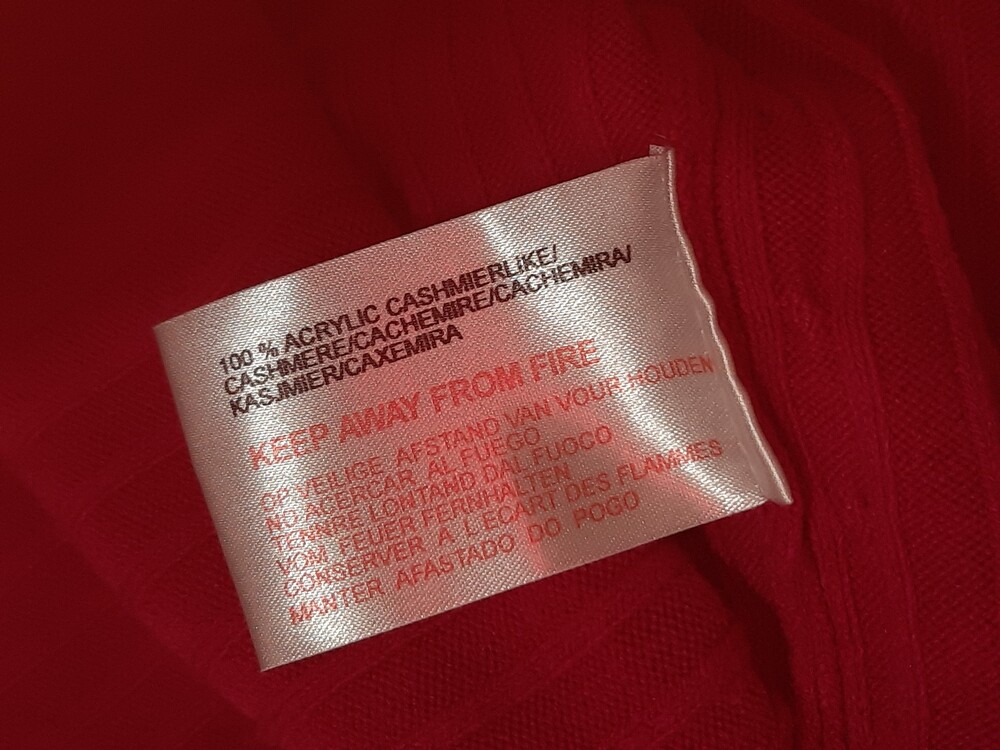 100 % ACRYLIC CASHMIERLIKE/
CASHMERE/CACHEMIRE/CACHEMIRA/
KASJMIER/CAXEMIRA
KEEP AWAY FROM FIRE
OP VEILIGE AFSTAND VAN VOUR HOUDEN
NO ACERCAR AL FUEGO
TENNRE LONTAND DAL FUOCO
VOM FEUER FERNHALTEN
CONSERVER A L'ECART DES FLAMMES
MANTER AFASTADO DO POGO